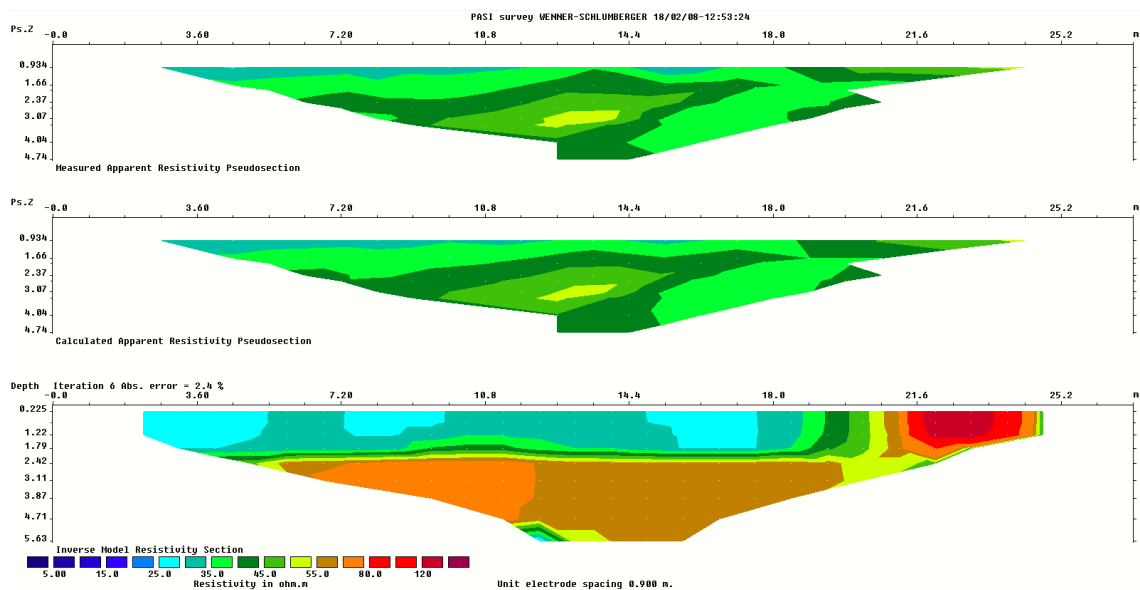 PASI survey WENNER-SCHLUMBERGER 18/02/08-12:53:24
Ps.Z -0.0 3.60 7.20 10.8 14.4 18.0 21.6 25.2 m
0.934
1.66
2.37
3.07
4.04
4.74
Measured Apparent Resistivity Pseudosection
Ps.Z -0.0 3.60 7.20 10.8 14.4 18.0 21.6 25.2 m
0.934
1.66
2.37
3.07
4.04
4.74
Calculated Apparent Resistivity Pseudosection
Depth Iteration 6 Abs. error = 2.4 %
-0.0 3.60 7.20 10.8 14.4 18.0 21.6 25.2 m
0.225
1.22
1.79
2.42
3.11
3.87
4.71
5.63
Inverse Model Resistivity Section
5.00 15.0 25.0 35.0 45.0 55.0 80.0 120
Resistivity in ohm.m Unit electrode spacing 0.900 m.